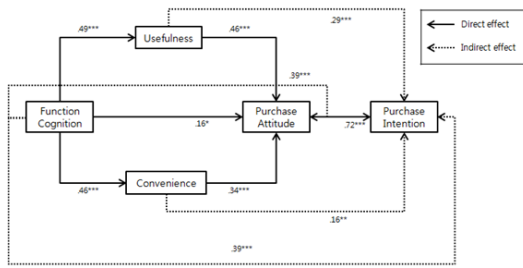 .49***
Usefulness
.46***
.29***
Direct effect
Indirect effect
.39***
Function
Cognition
.16*
Purchase
Attitude
.72***
Purchase
Intention
.46***
Convenience
.34***
.16**
.39***